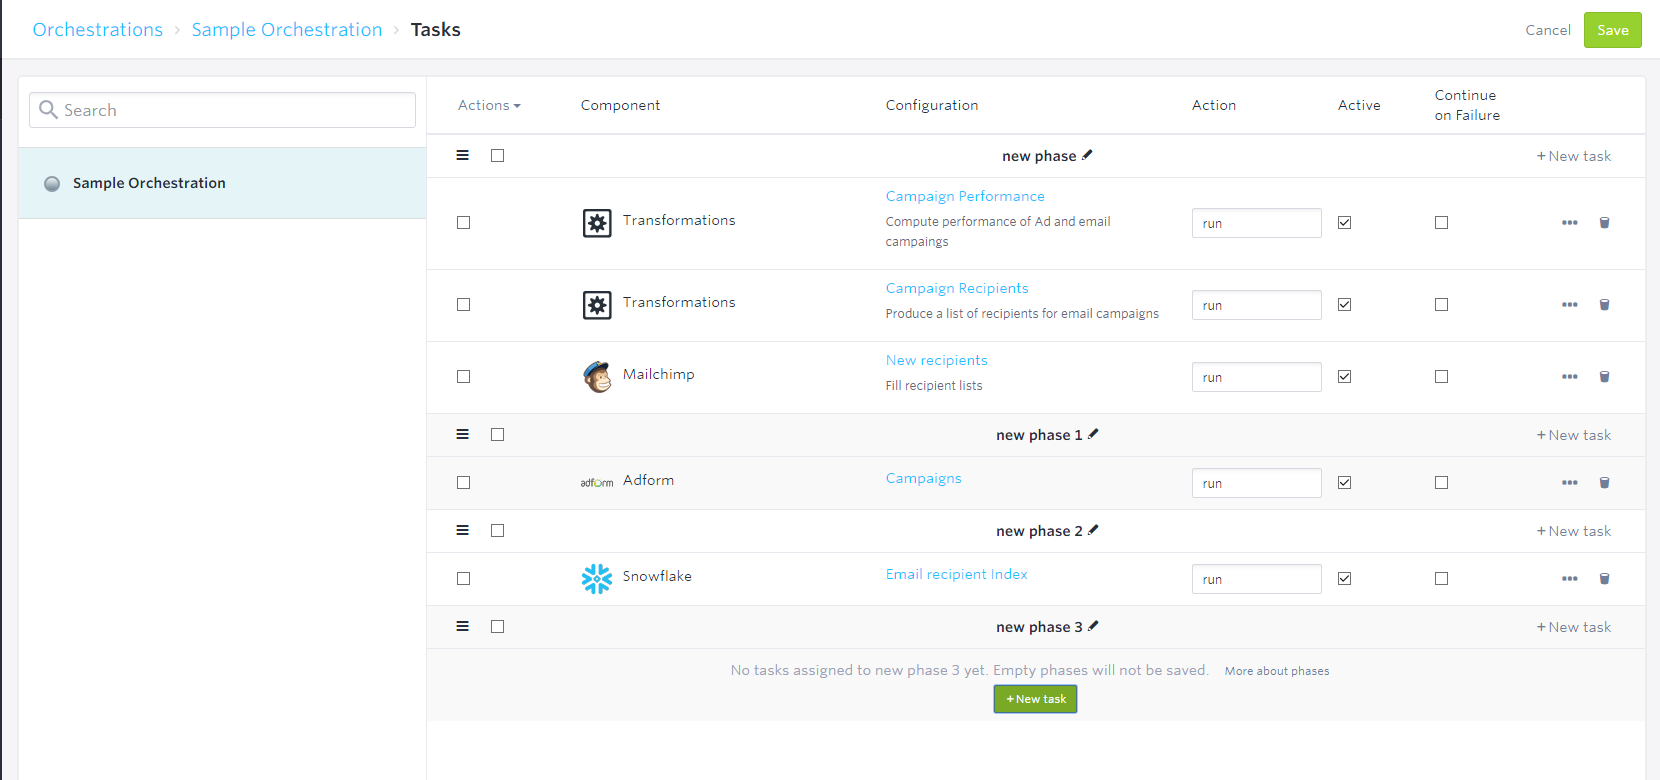 Orchestrations › Sample Orchestration › Tasks
Cancel
Save
Search
Sample Orchestration
Actions Component Configuration Action Active Continue on Failure
new phase + New task
Transformations
Campaign Performance
Compute performance of Ad and email
campaings
run
Transformations
Campaign Recipients
Produce a list of recipients for email campaigns
run
Mailchimp
New recipients
Fill recipient lists
run
new phase 1 + New task
adform Adform Campaigns run
new phase 2 + New task
Snowflake Email recipient Index run
new phase 3 + New task
No tasks assigned to new phase 3 yet. Empty phases will not be saved. More about phases
+ New task